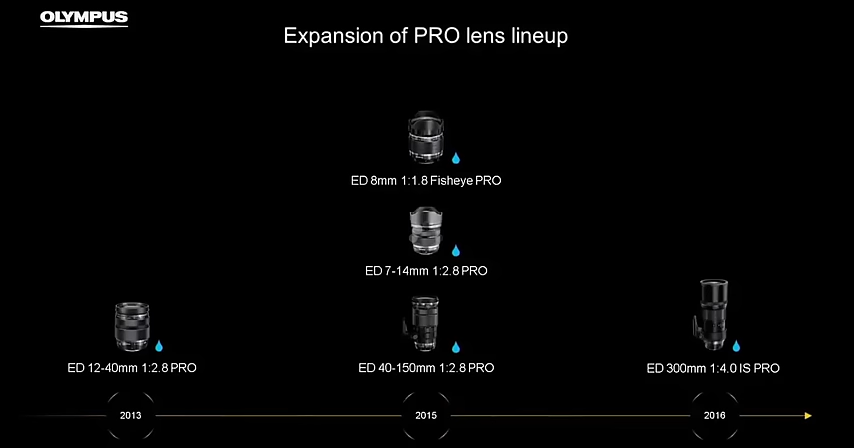 OLYMPUS
Expansion of PRO lens lineup
ED 8mm 1:1.8 Fisheye PRO
ED 7-14mm 1:2.8 PRO
ED 12-40mm 1:2.8 PRO
ED 40-150mm 1:2.8 PRO
ED 300mm 1:4.0 IS PRO
2013
2015
2016